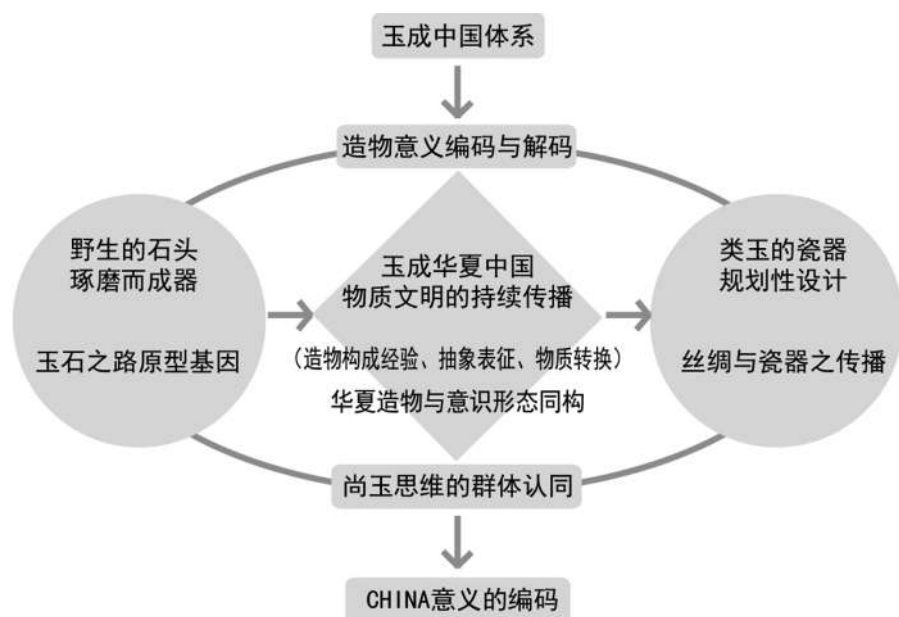 玉成中国体系
造物意义编码与解码
野生的石头
琢磨而成器
玉石之路原型基因
玉成华夏中国
物质文明的持续传播
(造物构成经验、抽象表征、物质转换)
华夏造物与意识形态同构
类玉的瓷器
规划性设计
丝绸与瓷器之传播
尚玉思维的群体认同
CHINA意义的编码